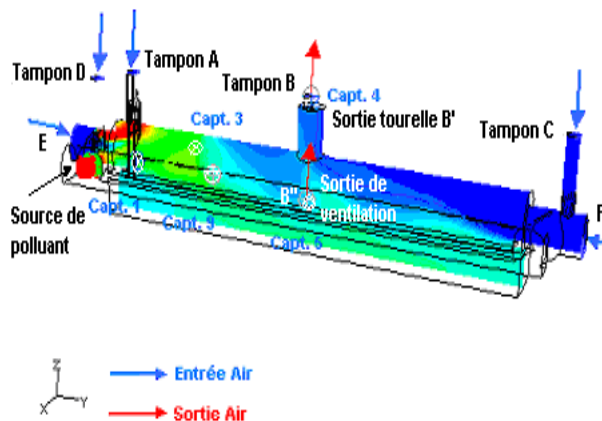 Tampon D
Tampon A
Tampon B
Capt. 4
Capt. 3
Sortie tourelle B'
Tampon C
E
B"
Sortie de
ventilation
F
Source de
polluant
Capt. 1
Capt. 9
Capt. 6
Z
X
Y
Entrée Air
Sortie Air